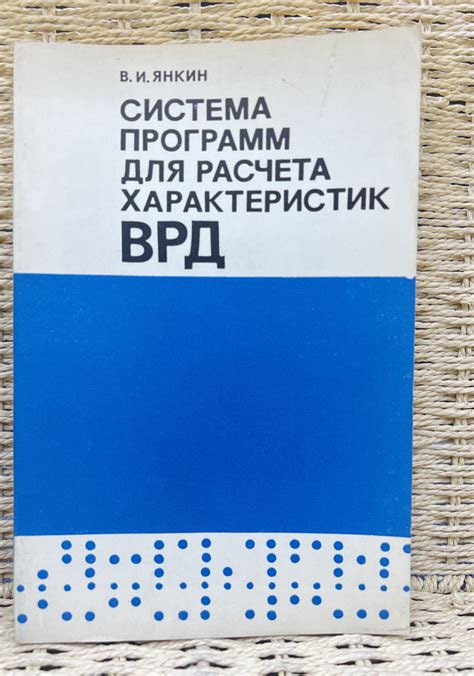 В. И. ЯНКИН
СИСТЕМА
ПРОГРАММ
ДЛЯ РАСЧЕТА
ХАРАКТЕРИСТИК
ВРД